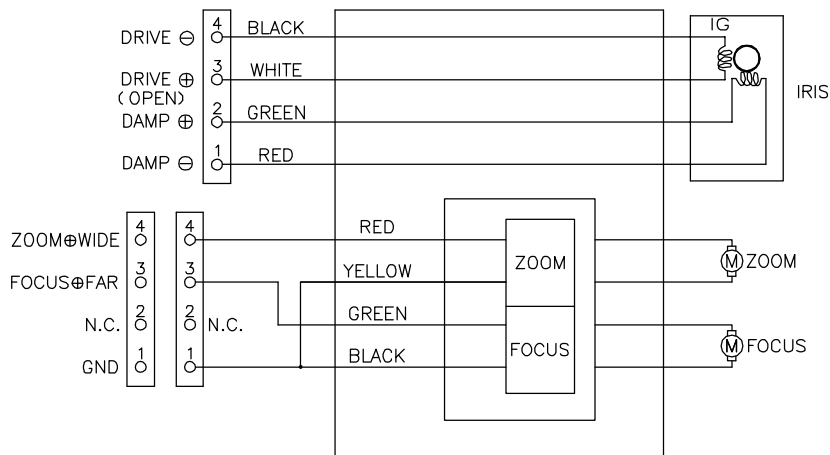 4 BLACK IG
DRIVE ⊖
3 WHITE
DRIVE ⊕
(OPEN)
IRIS
2 GREEN
DAMP ⊕
1 RED
DAMP ⊖
4 4 RED
ZOOM⊕WIDE
ZOOM M ZOOM
3 3 YELLOW
FOCUS⊕FAR
2 2 GREEN
N.C. N.C.
FOCUS M FOCUS
1 1 BLACK
GND